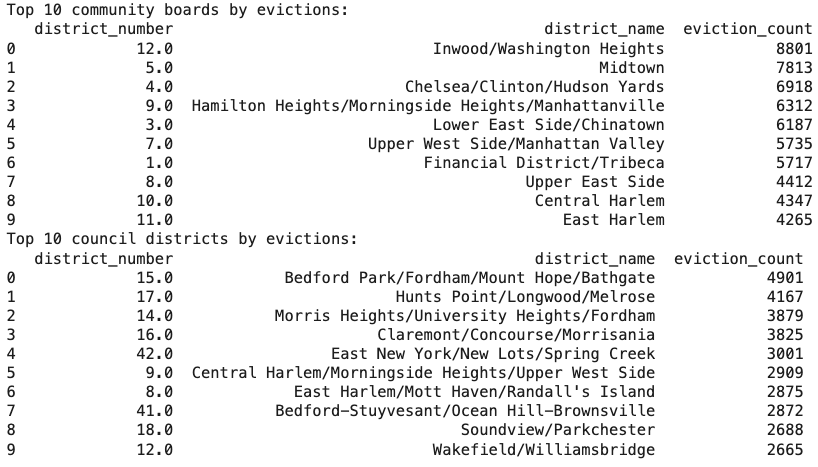 Top 10 community boards by evictions:
district_number district_name eviction_count
0 12.0 Inwood/Washington Heights 8801
1 5.0 Midtown 7813
2 4.0 Chelsea/Clinton/Hudson Yards 6918
3 9.0 Hamilton Heights/Morningside Heights/Manhattanville 6312
4 3.0 Lower East Side/Chinatown 6187
5 7.0 Upper West Side/Manhattan Valley 5735
6 1.0 Financial District/Tribeca 5717
7 8.0 Upper East Side 4412
8 10.0 Central Harlem 4347
9 11.0 East Harlem 4265
Top 10 council districts by evictions:
district_number district_name eviction_count
0 15.0 Bedford Park/Fordham/Mount Hope/Bathgate 4901
1 17.0 Hunts Point/Longwood/Melrose 4167
2 14.0 Morris Heights/University Heights/Fordham 3879
3 16.0 Claremont/Concourse/Morrisania 3825
4 42.0 East New York/New Lots/Spring Creek 3001
5 9.0 Central Harlem/Morningside Heights/Upper West Side 2909
6 8.0 East Harlem/Mott Haven/Randall's Island 2875
7 41.0 Bedford-Stuyvesant/Ocean Hill-Brownsville 2872
8 18.0 Soundview/Parkchester 2688
9 12.0 Wakefield/Williamsbridge 2665